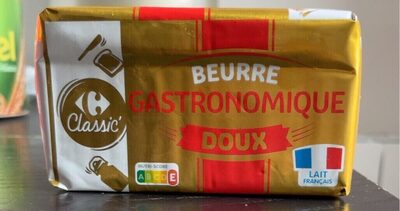 BEURRE
GASTRONOMIQUE
DOUX
Classic'
NUTRI-SCORE
A B C D E
LAIT
FRANÇAIS